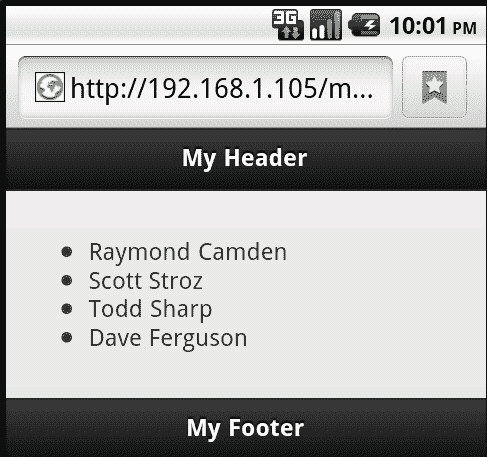 3G 10:01 PM
http://192.168.1.105/m...
My Header
• Raymond Camden
• Scott Stroz
• Todd Sharp
• Dave Ferguson
My Footer